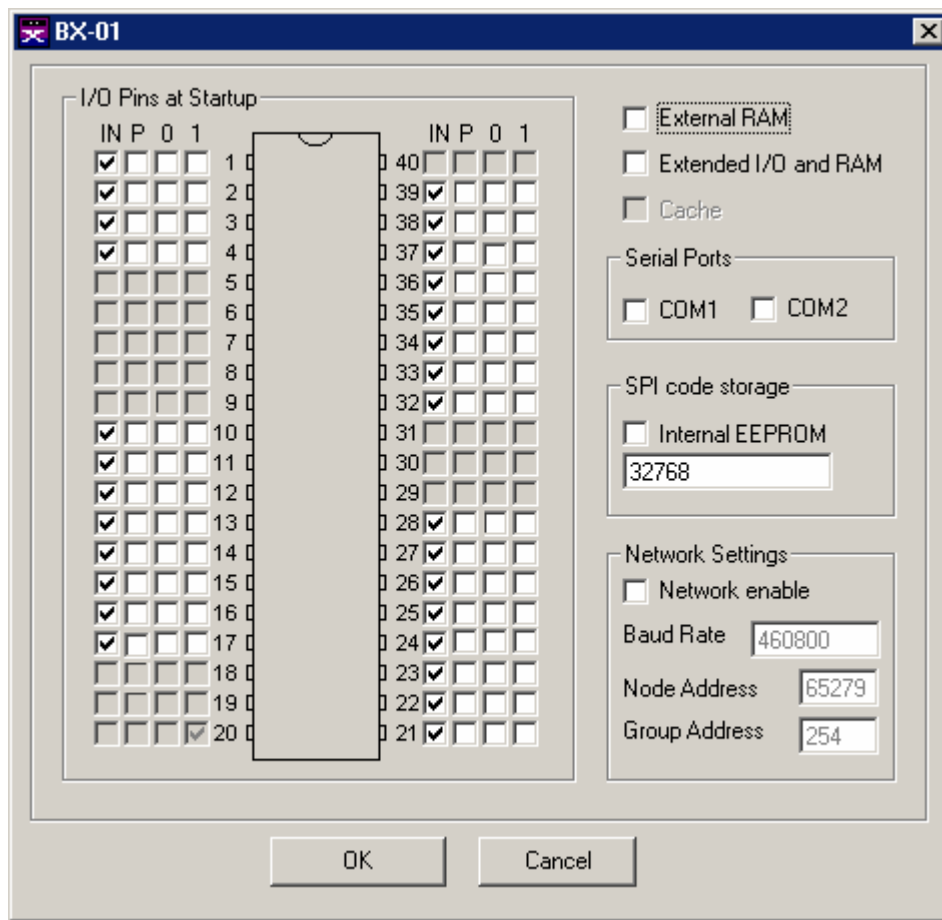 BX-01
I/O Pins at Startup
IN P 0 1
IN P 0 1
1 40
2 39
3 38
4 37
5 36
6 35
7 34
8 33
9 32
10 31
11 30
12 29
13 28
14 27
15 26
16 25
17 24
18 23
19 22
20 21
External RAM
Extended I/O and RAM
Cache
Serial Ports
COM1 COM2
SPI code storage
Internal EEPROM
32768
Network Settings
Network enable
Baud Rate 460800
Node Address 65279
Group Address 254
OK Cancel